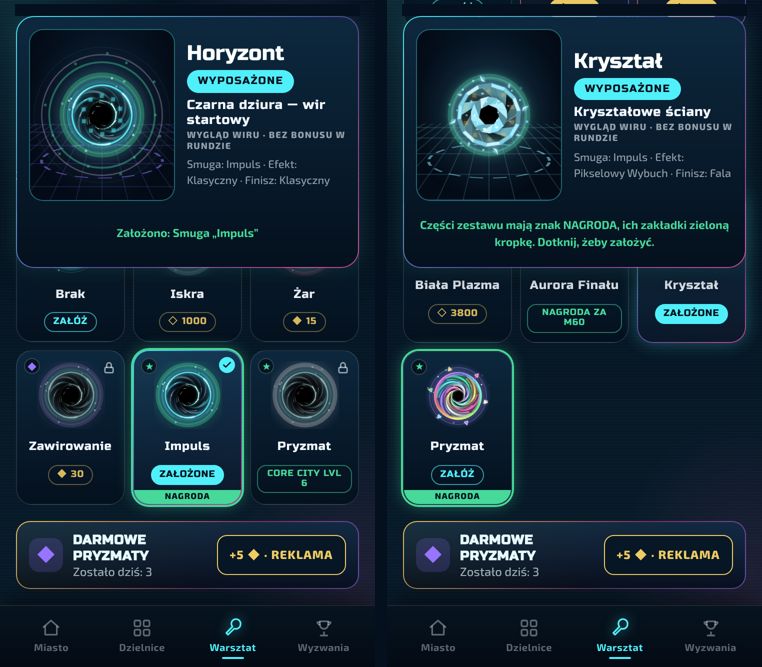 Horyzont
WYPOSAŻONE
Czarna dziura — wir
startowy
WYGLĄD WIRU · BEZ BONUSU W
RUNDZIE
Smuga: Impuls · Efekt:
Klasyczny · Finisz: Klasyczny
Założono: Smuga „Impuls”
Brak
Iskra
Żar
ZAŁÓŻ
◇ 1000
◆ 15
Zawirowanie
Impuls
Pryzmat
◆ 30
ZAŁOŻONE
CORE CITY LVL
6
NAGRODA
DARMOWE
PRYZMATY
Zostało dziś: 3
+5 ◆ · REKLAMA
Miasto
Dzielnice
Warsztat
Wyzwania
Kryształ
WYPOSAŻONE
Kryształowe ściany
WYGLĄD WIRU · BEZ BONUSU W
RUNDZIE
Smuga: Impuls · Efekt:
Pikselowy Wybuch · Finisz: Fala
Części zestawu mają znak NAGRODA, ich zakładki zieloną
kropkę. Dotknij, żeby założyć.
Biała Plazma
Aurora Finału
Kryształ
◇ 3800
NAGRODA ZA
M60
ZAŁOŻONE
Pryzmat
ZAŁÓŻ
NAGRODA
DARMOWE
PRYZMATY
Zostało dziś: 3
+5 ◆ · REKLAMA
Miasto
Dzielnice
Warsztat
Wyzwania